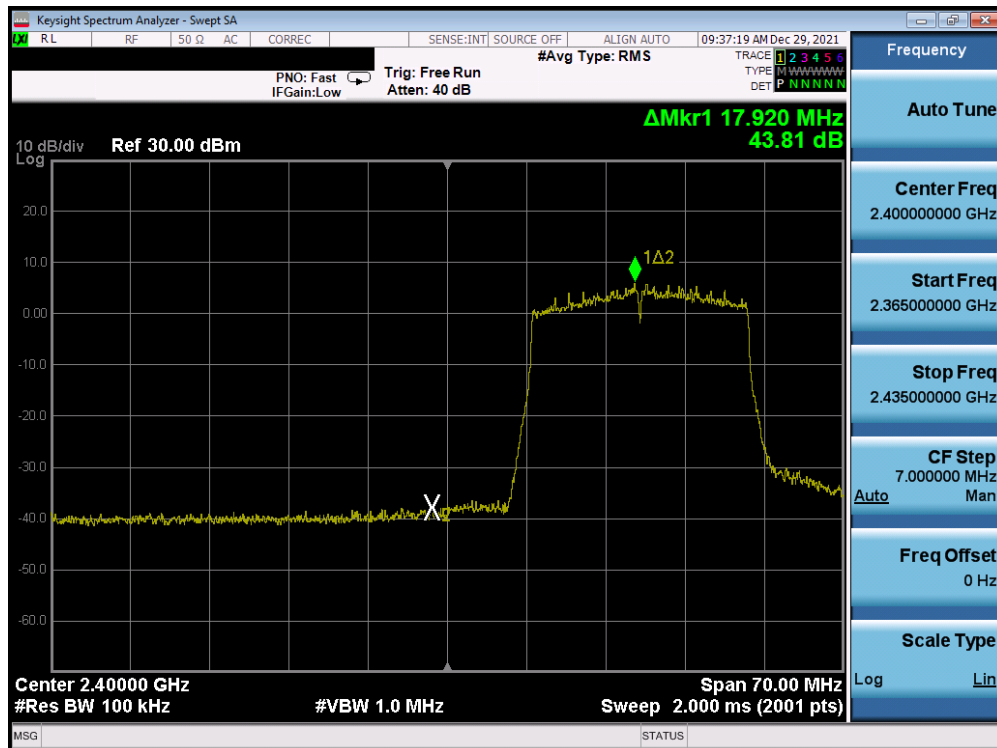 Keysight Spectrum Analyzer - Swept SA
LXI RL RF 50 Ω AC CORREC SENSE:INT SOURCE OFF ALIGN AUTO 09:37:19 AM Dec 29, 2021
#Avg Type: RMS
TRACE 1 2 3 4 5 6
PNO: Fast Trig: Free Run
TYPE M WWWWW
IFGain:Low Atten: 40 dB
DET P N N N N N
ΔMkr1 17.920 MHz
43.81 dB
10 dB/div Ref 30.00 dBm
Log
20.0
10.0
1Δ2
0.00
-10.0
-20.0
-30.0
X 2
-40.0
-50.0
-60.0
Center 2.40000 GHz Span 70.00 MHz
#Res BW 100 kHz #VBW 1.0 MHz Sweep 2.000 ms (2001 pts)
MSG STATUS
Frequency
Auto Tune
Center Freq
2.400000000 GHz
Start Freq
2.365000000 GHz
Stop Freq
2.435000000 GHz
CF Step
7.000000 MHz
Auto Man
Freq Offset
0 Hz
Scale Type
Log Lin